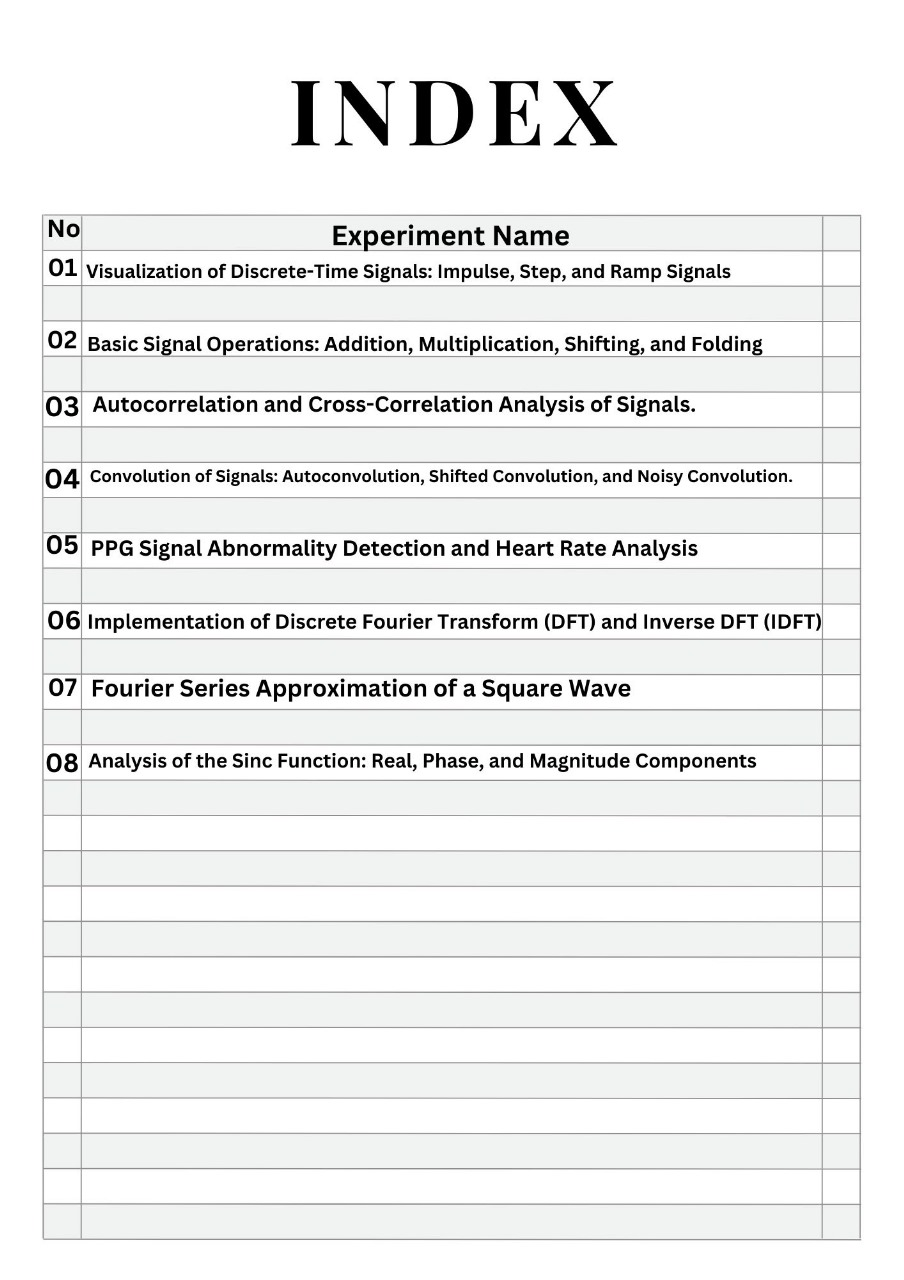 INDEX
No Experiment Name
01 Visualization of Discrete-Time Signals: Impulse, Step, and Ramp Signals
02 Basic Signal Operations: Addition, Multiplication, Shifting, and Folding
03 Autocorrelation and Cross-Correlation Analysis of Signals.
04 Convolution of Signals: Autoconvolution, Shifted Convolution, and Noisy Convolution.
05 PPG Signal Abnormality Detection and Heart Rate Analysis
06 Implementation of Discrete Fourier Transform (DFT) and Inverse DFT (IDFT)
07 Fourier Series Approximation of a Square Wave
08 Analysis of the Sinc Function: Real, Phase, and Magnitude Components